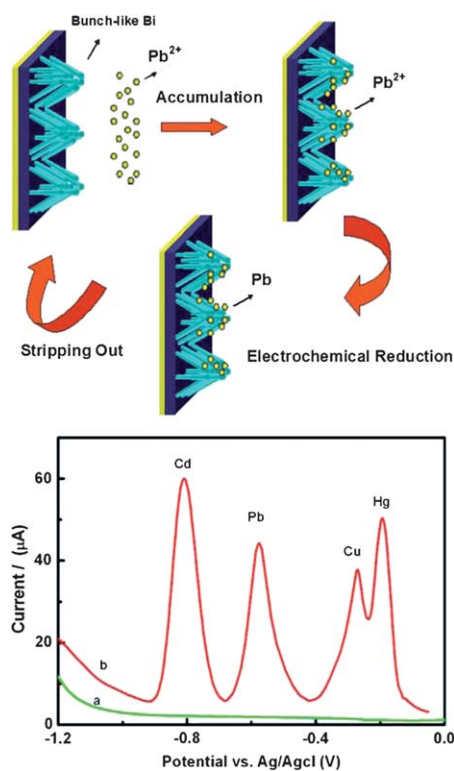 Bunch-like Bi
Pb²⁺
Accumulation
Pb²⁺
Pb
Stripping Out
Electrochemical Reduction
Cd
Pb
Cu
Hg
b
a
60
40
20
0
Current / (μA)
-1.2
-0.8
-0.4
0.0
Potential vs. Ag/Agcl (V)